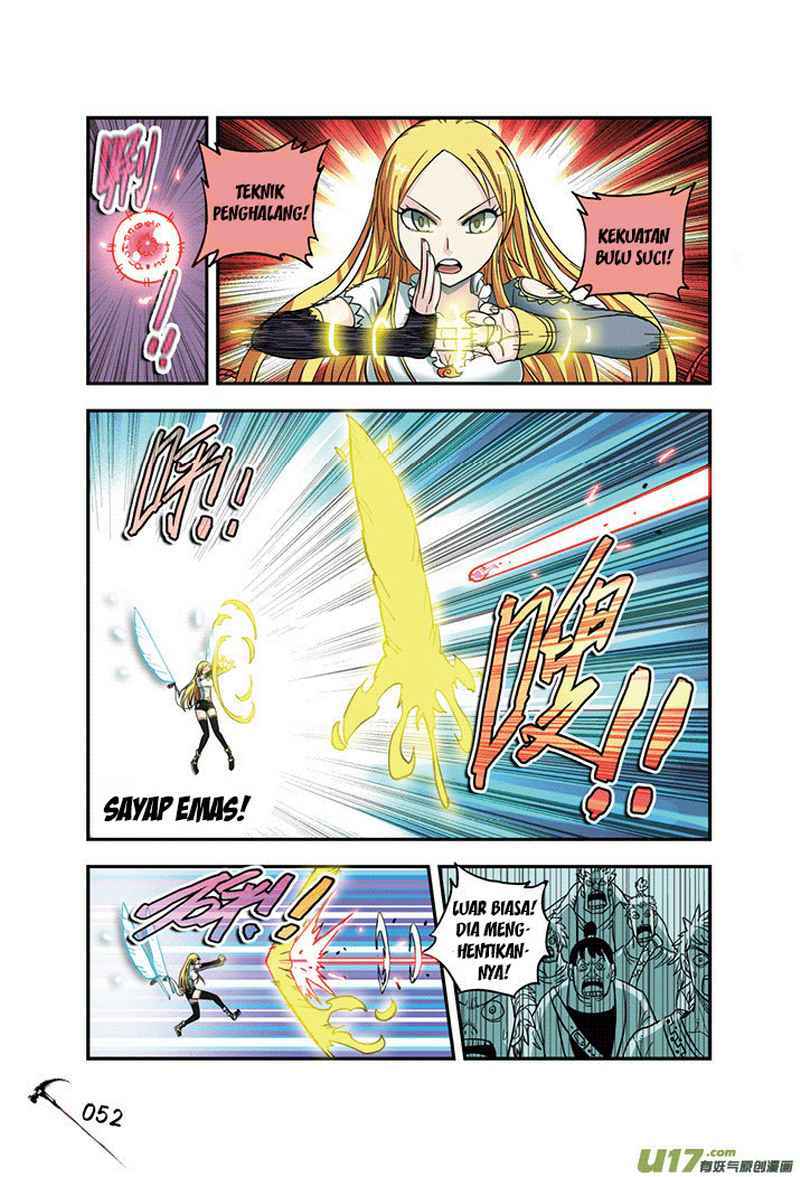 TEKNIK
PENGHALANG!
KEKUATAN
BULU SUCI!
SAYAP EMAS!
LUAR BIASA!
DIA MENG-
HENTIKAN-
NYA!
052
U17.com
有妖气原创漫画